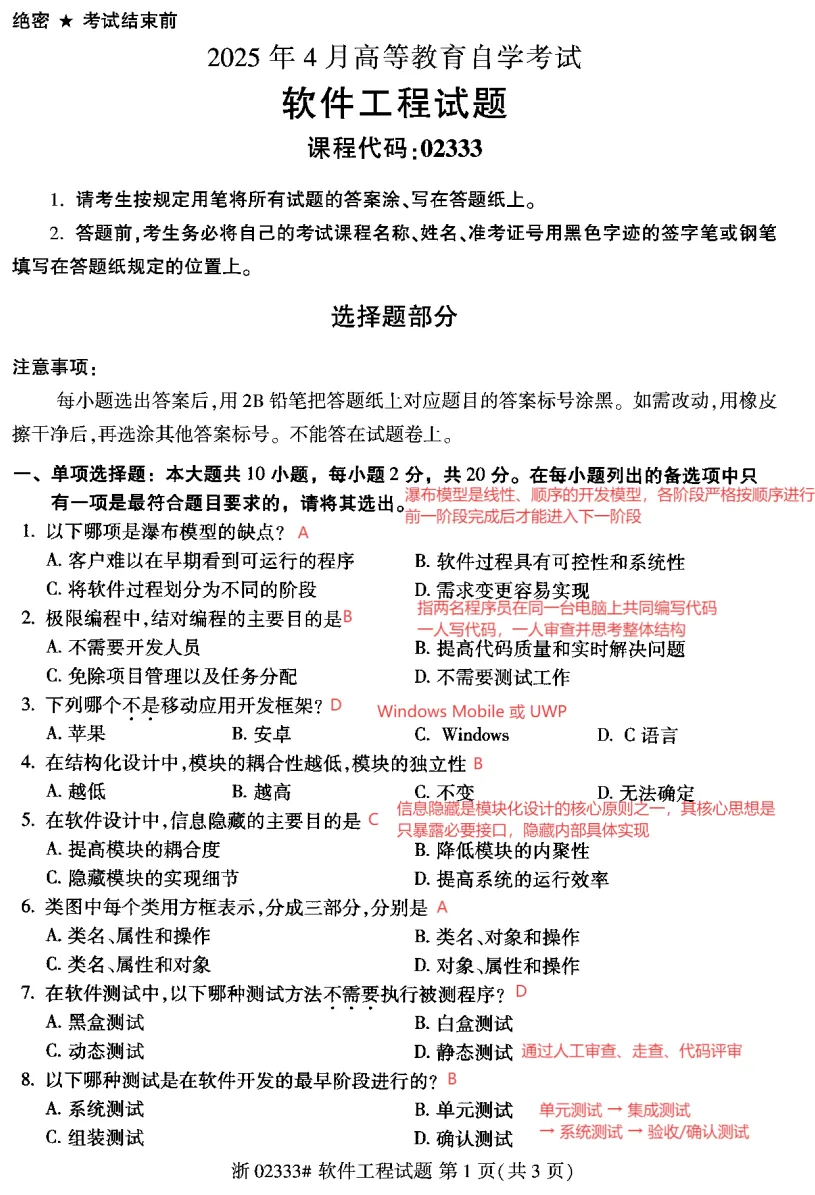 绝密 ★ 考试结束前
2025 年 4 月高等教育自学考试
软件工程试题
课程代码:02333
1. 请考生按规定用笔将所有试题的答案涂、写在答题纸上。
2. 答题前,考生务必将自己的考试课程名称、姓名、准考证号用黑色字迹的签字笔或钢笔
填写在答题纸规定的位置上。
选择题部分
注意事项:
每小题选出答案后,用 2B 铅笔把答题纸上对应题目的答案标号涂黑。如需改动,用橡皮
擦干净后,再选涂其他答案标号。不能答在试题卷上。
一、单项选择题：本大题共 10 小题，每小题 2 分，共 20 分。在每小题列出的备选项中只
有一项是最符合题目要求的，请将其选出。
瀑布模型是线性、顺序的开发模型，各阶段严格按顺序进行
前一阶段完成后才能进入下一阶段
1. 以下哪项是瀑布模型的缺点? A
A. 客户难以在早期看到可运行的程序 B. 软件过程具有可控性和系统性
C. 将软件过程划分为不同的阶段 D. 需求变更容易实现
指两名程序员在同一台电脑上共同编写代码
一人写代码，一人审查并思考整体结构
2. 极限编程中,结对编程的主要目的是B
A. 不需要开发人员 B. 提高代码质量和实时解决问题
C. 免除项目管理以及任务分配 D. 不需要测试工作
3. 下列哪个不是移动应用开发框架? D Windows Mobile 或 UWP
A. 苹果 B. 安卓 C. Windows D. C 语言
4. 在结构化设计中,模块的耦合性越低,模块的独立性 B
A. 越低 B. 越高 C. 不变 D. 无法确定
信息隐藏是模块化设计的核心原则之一，其核心思想是
只暴露必要接口，隐藏内部具体实现
5. 在软件设计中,信息隐藏的主要目的是 C
A. 提高模块的耦合度 B. 降低模块的内聚性
C. 隐藏模块的实现细节 D. 提高系统的运行效率
6. 类图中每个类用方框表示,分成三部分,分别是 A
A. 类名、属性和操作 B. 类名、对象和操作
C. 类名、属性和对象 D. 对象、属性和操作
7. 在软件测试中,以下哪种测试方法不需要执行被测程序? D
A. 黑盒测试 B. 白盒测试
C. 动态测试 D. 静态测试 通过人工审查、走查、代码评审
8. 以下哪种测试是在软件开发的最早阶段进行的? B
A. 系统测试 B. 单元测试 单元测试 → 集成测试
C. 组装测试 D. 确认测试 → 系统测试 → 验收/确认测试
浙 02333# 软件工程试题 第 1 页(共 3 页)